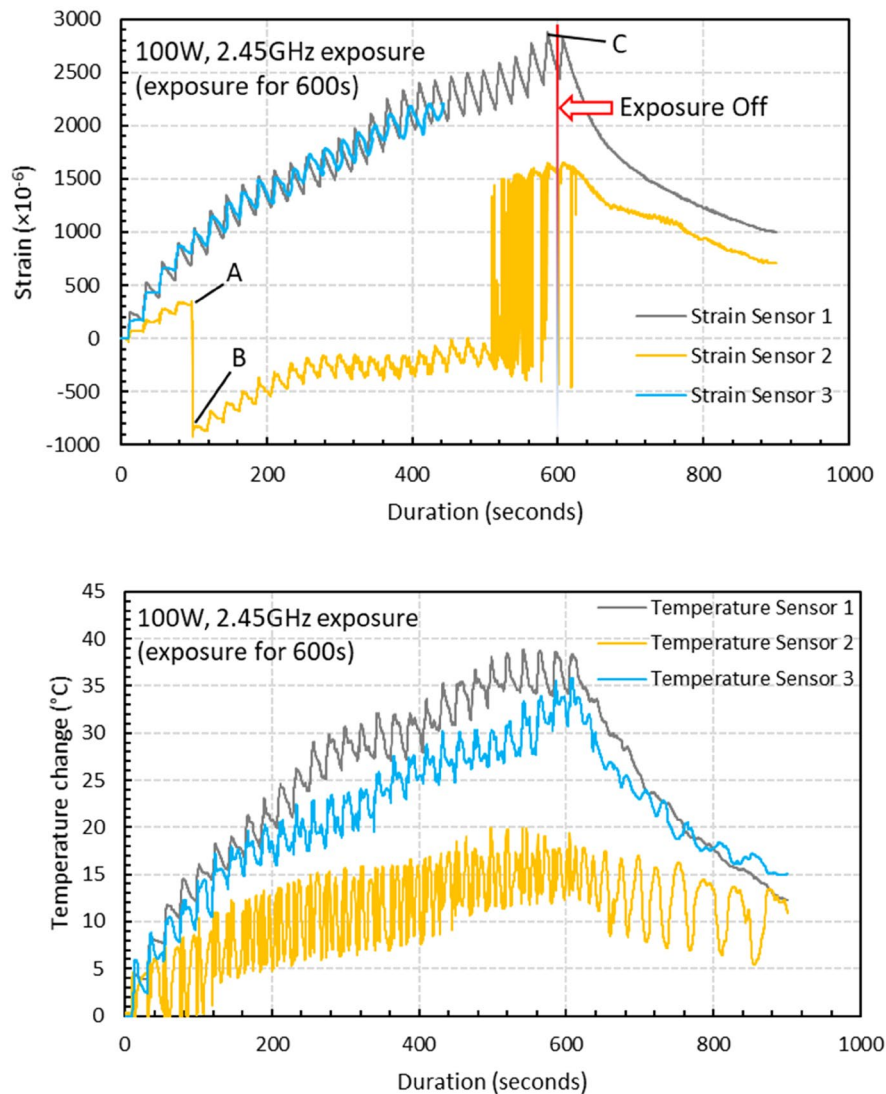 3000
2500
2000
1500
1000
500
0
-500
-1000
Strain (×10⁻⁶)
100W, 2.45GHz exposure
(exposure for 600s)
C
Exposure Off
A
B
Strain Sensor 1
Strain Sensor 2
Strain Sensor 3
0 200 400 600 800 1000
Duration (seconds)
45
40
35
30
25
20
15
10
5
0
Temperature change (°C)
100W, 2.45GHz exposure
(exposure for 600s)
Temperature Sensor 1
Temperature Sensor 2
Temperature Sensor 3
0 200 400 600 800 1000
Duration (seconds)